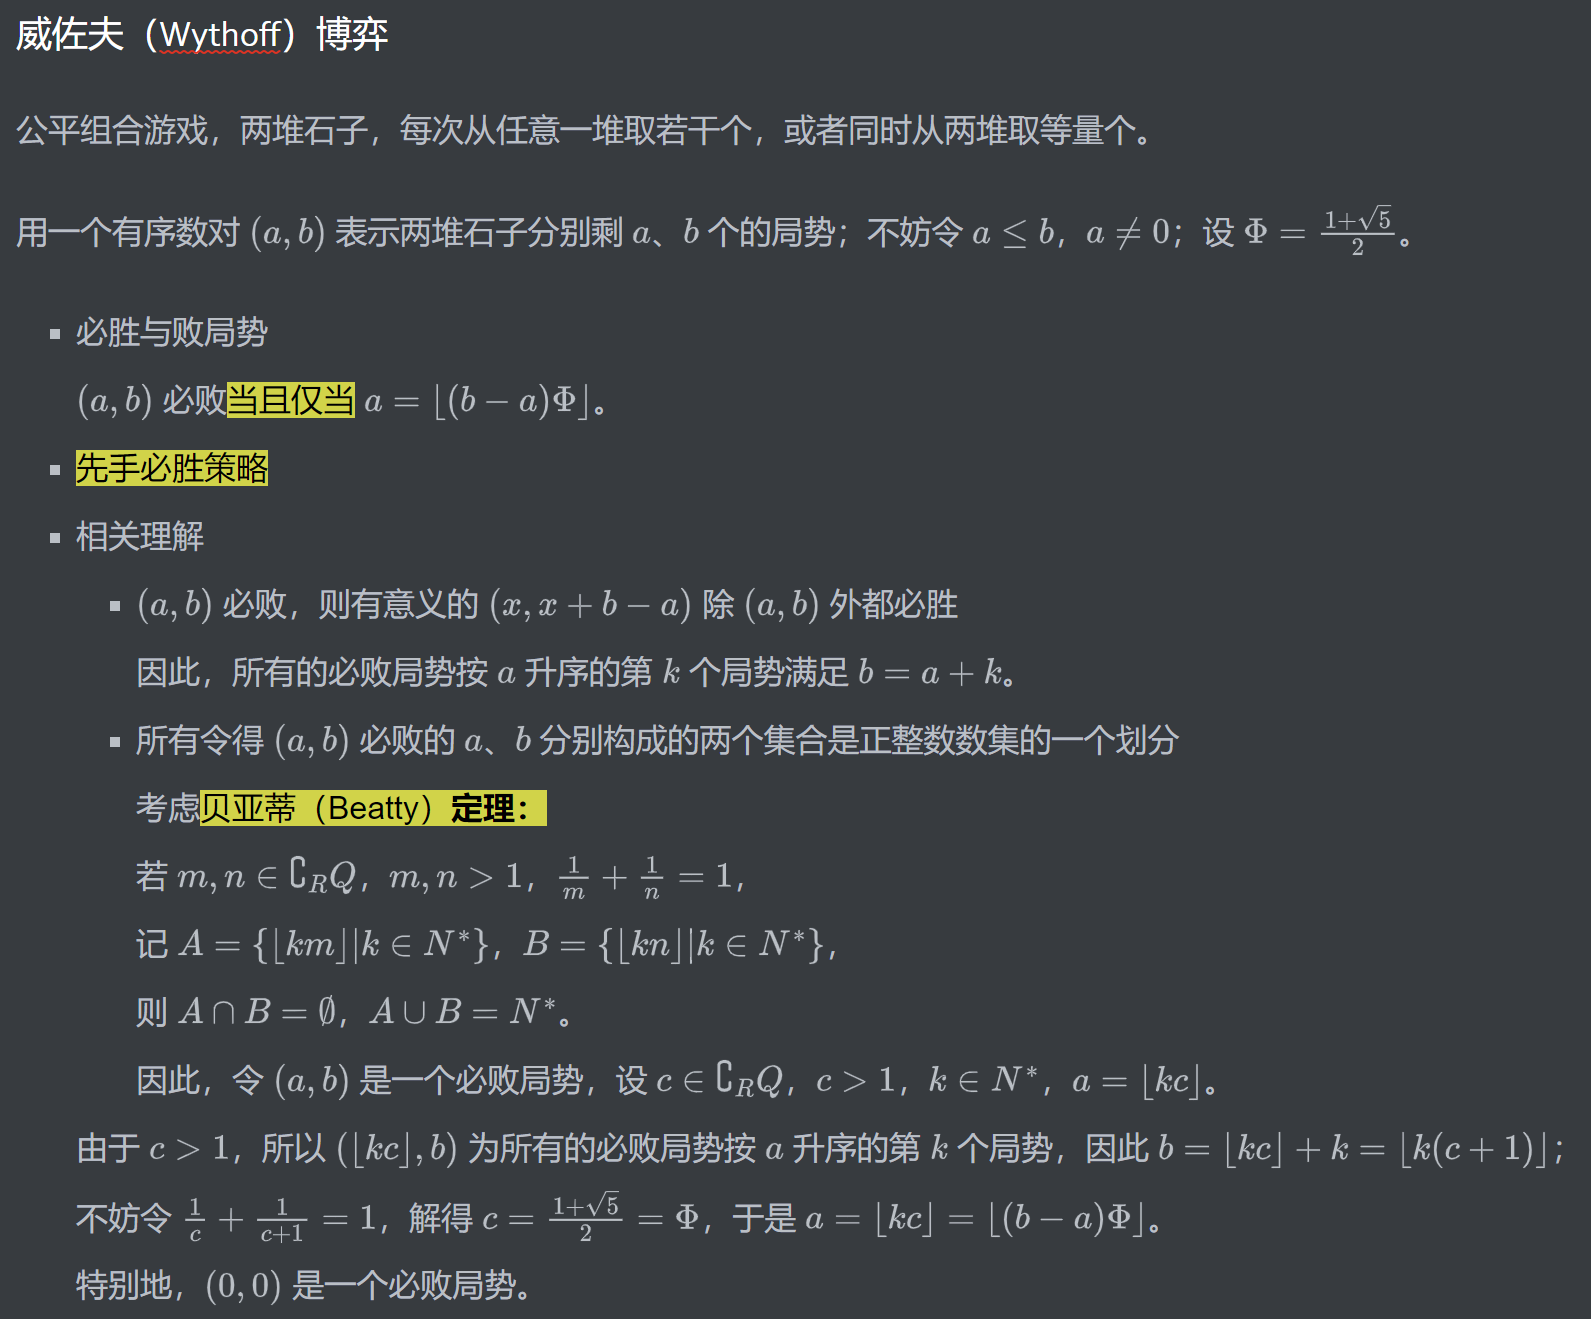 威佐夫（Wythoff）博弈
公平组合游戏，两堆石子，每次从任意一堆取若干个，或者同时从两堆取等量个。
用一个有序数对 (a, b) 表示两堆石子分别剩 a、b 个的局势；不妨令 a ≤ b，a ≠ 0；设 Φ = \frac{1+√5}{2}。
必胜与败局势
(a, b) 必败当且仅当 a = ⌊(b − a)Φ⌋。
先手必胜策略
相关理解
(a, b) 必败，则有意义的 (x, x + b − a) 除 (a, b) 外都必胜
因此，所有的必败局势按 a 升序的第 k 个局势满足 b = a + k。
所有令得 (a, b) 必败的 a、b 分别构成的两个集合是正整数数集的一个划分
考虑贝亚蒂（Beatty）定理：
若 m, n ∈ ∁_R Q，m, n > 1，\frac{1}{m} + \frac{1}{n} = 1，
记 A = {⌊km⌋|k ∈ N*}，B = {⌊kn⌋|k ∈ N*}，
则 A ∩ B = ∅，A ∪ B = N*。
因此，令 (a, b) 是一个必败局势，设 c ∈ ∁_R Q，c > 1，k ∈ N*，a = ⌊kc⌋。
由于 c > 1，所以 (⌊kc⌋, b) 为所有的必败局势按 a 升序的第 k 个局势，因此 b = ⌊kc⌋ + k = ⌊k(c + 1)⌋；
不妨令 \frac{1}{c} + \frac{1}{c+1} = 1，解得 c = \frac{1+√5}{2} = Φ，于是 a = ⌊kc⌋ = ⌊(b − a)Φ⌋。
特别地，(0, 0) 是一个必败局势。